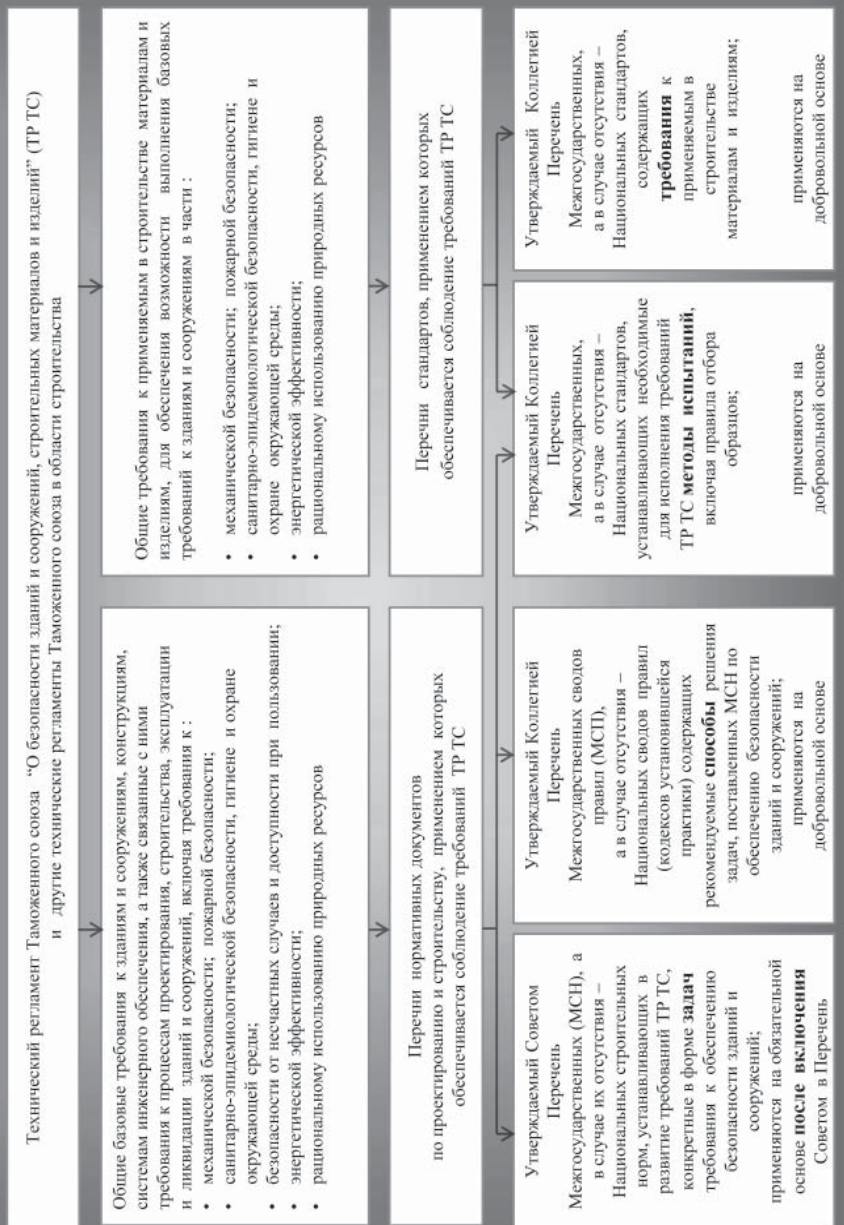 Технический регламент Таможенного союза “О безопасности зданий и сооружений, строительных материалов и изделий” (ТР ТС)
и другие технические регламенты Таможенного союза в области строительства
Общие базовые требования к зданиям и сооружениям, конструкциям,
системам инженерного обеспечения, а также связанные с ними
требования к процессам проектирования, строительства, эксплуатации
и ликвидации зданий и сооружений, включая требования к :
• механической безопасности; пожарной безопасности;
• санитарно-эпидемиологической безопасности, гигиене и охране
окружающей среды;
• безопасности от несчастных случаев и доступности при пользовании;
• энергетической эффективности;
• рациональному использованию природных ресурсов
Общие требования к применяемым в строительстве материалам и
изделиям, для обеспечения возможности выполнения базовых
требований к зданиям и сооружениям в части :
• механической безопасности; пожарной безопасности;
• санитарно-эпидемиологической безопасности, гигиене и
охране окружающей среды;
• энергетической эффективности;
• рациональному использованию природных ресурсов
Перечни нормативных документов
по проектированию и строительству, применением которых
обеспечивается соблюдение требований ТР ТС
Перечни стандартов, применением которых
обеспечивается соблюдение требований ТР ТС
Утверждаемый Советом
Перечень
Межгосударственных (МСН), а
в случае их отсутствия –
Национальных строительных
норм, устанавливающих в
развитие требований ТР ТС,
конкретные в форме задач
требования к обеспечению
безопасности зданий и
сооружений;
применяются на обязательной
основе после включения
Советом в Перечень
Утверждаемый Коллегией
Перечень
Межгосударственных сводов
правил (МСП),
а в случае отсутствия –
Национальных сводов правил
(кодексов установившейся
практики) содержащих
рекомендуемые способы решения
задач, поставленных МСН по
обеспечению безопасности
зданий и сооружений;
применяются на
добровольной основе
Утверждаемый Коллегией
Перечень
Межгосударственных,
а в случае отсутствия –
Национальных стандартов,
устанавливающих необходимые
для исполнения требований
ТР ТС методы испытаний,
включая правила отбора
образцов;
применяются на
добровольной основе
Утверждаемый Коллегией
Перечень
Межгосударственных,
а в случае отсутствия –
Национальных стандартов,
содержащих
требования к
применяемым в
строительстве
материалам и изделиям;
применяются на
добровольной основе